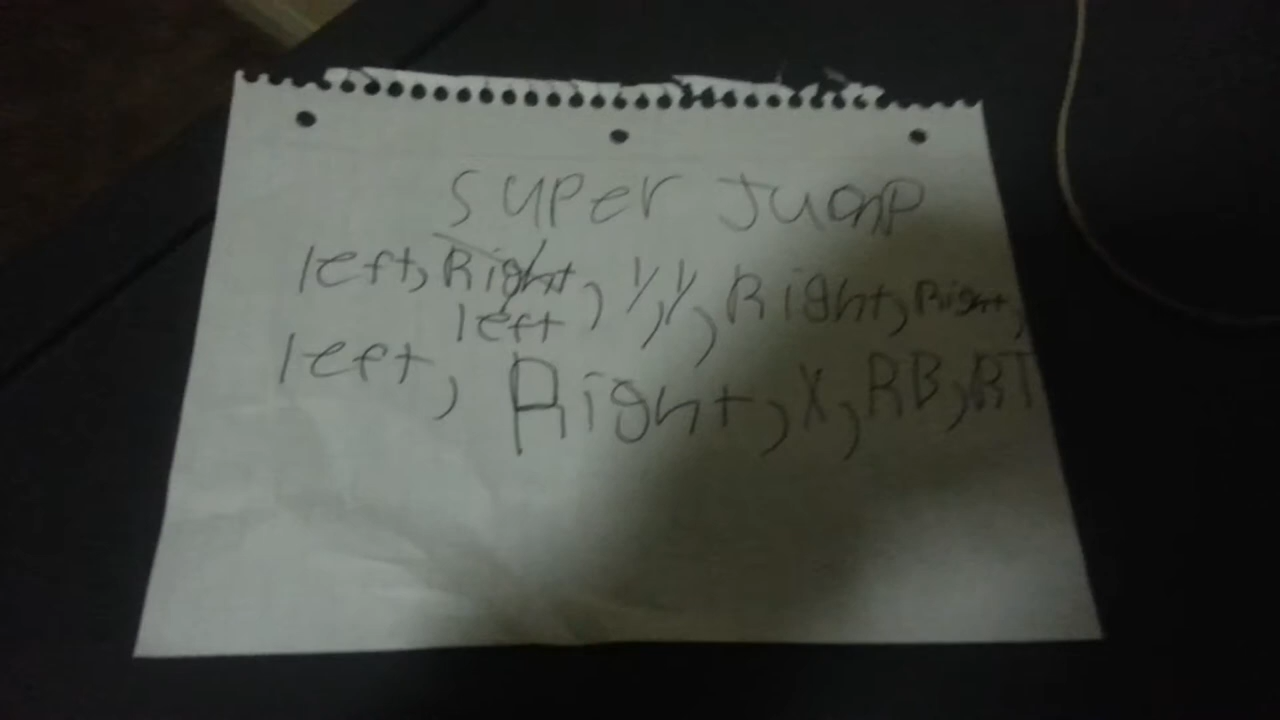 super Jump
left, Right, Y, Y, Right, Right,
left
left, Right, X, RB, RT